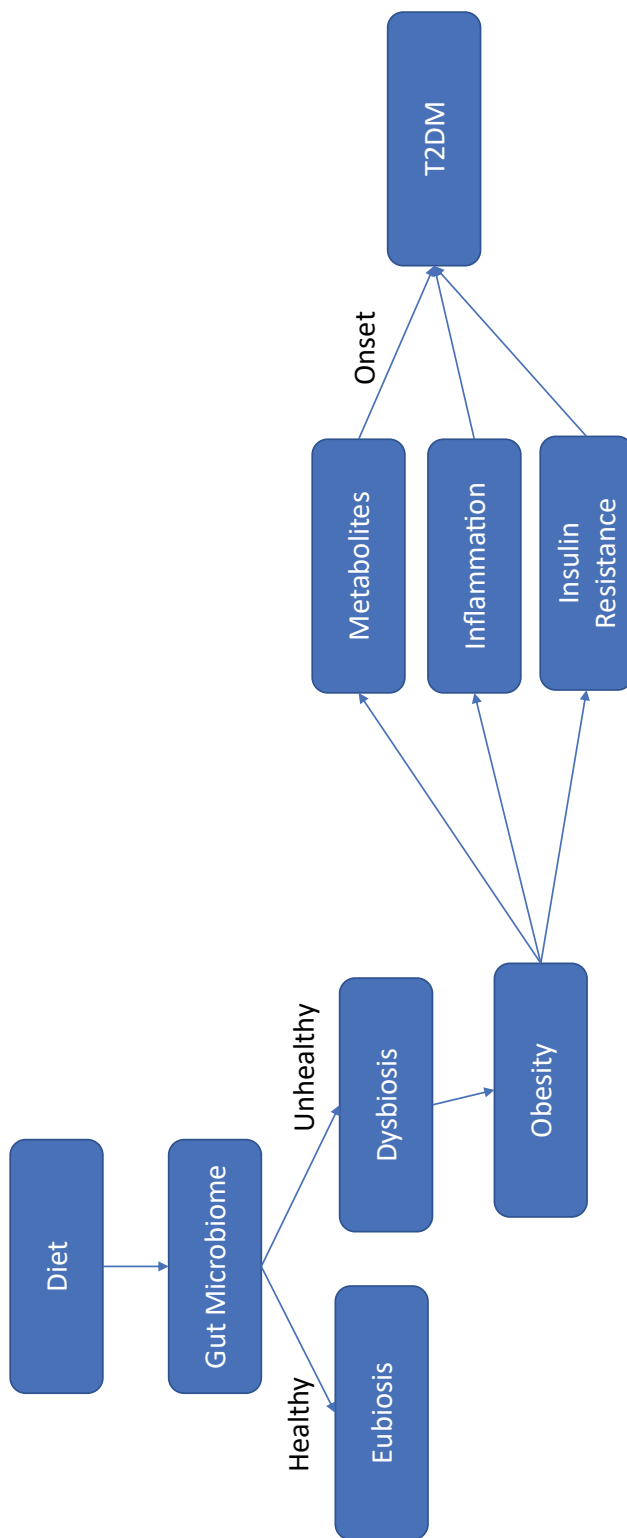 Diet
Gut Microbiome
Healthy
Unhealthy
Eubiosis
Dysbiosis
Obesity
Metabolites
Inflammation
Insulin
Resistance
Onset
T2DM